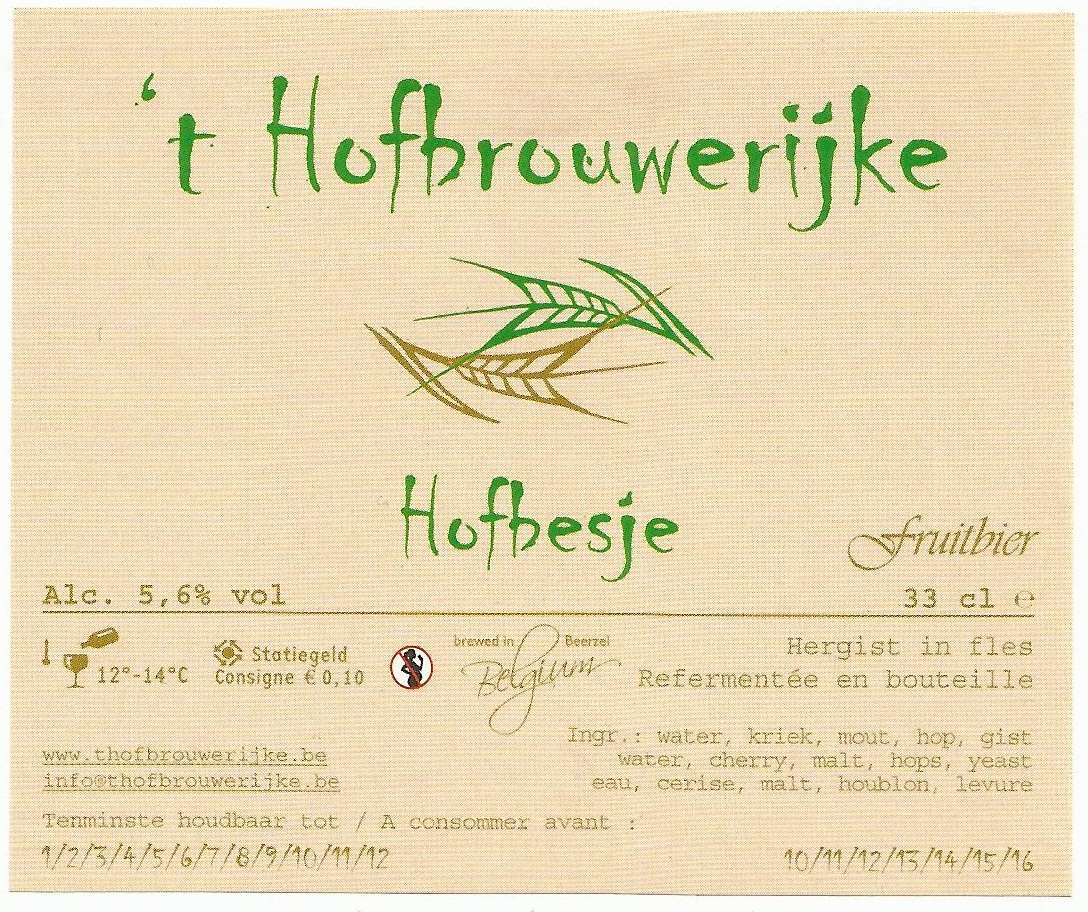 ‘t Hofbrouwerijke
Hofbesje
fruitbier
Alc. 5,6% vol
33 cl ℮
12°-14°C
Statiegeld
Consigne € 0,10
brewed in Beerzel
Belgium
Hergist in fles
Refermentée en bouteille
Ingr.: water, kriek, mout, hop, gist
water, cherry, malt, hops, yeast
eau, cerise, malt, houblon, levure
www.thofbrouwerijke.be
info@thofbrouwerijke.be
Tenminste houdbaar tot / A consommer avant :
1/2/3/4/5/6/7/8/9/10/11/12
10/11/12/13/14/15/16